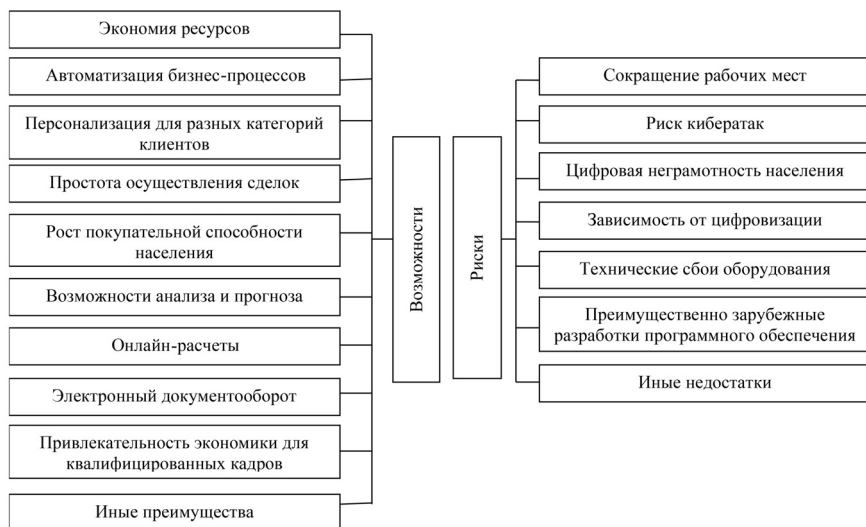 Экономия ресурсов
Автоматизация бизнес-процессов
Персонализация для разных категорий
клиентов
Простота осуществления сделок
Рост покупательной способности
населения
Возможности анализа и прогноза
Онлайн-расчеты
Электронный документооборот
Привлекательность экономики для
квалифицированных кадров
Иные преимущества
Возможности
Риски
Сокращение рабочих мест
Риск кибератак
Цифровая неграмотность населения
Зависимость от цифровизации
Технические сбои оборудования
Преимущественно зарубежные
разработки программного обеспечения
Иные недостатки